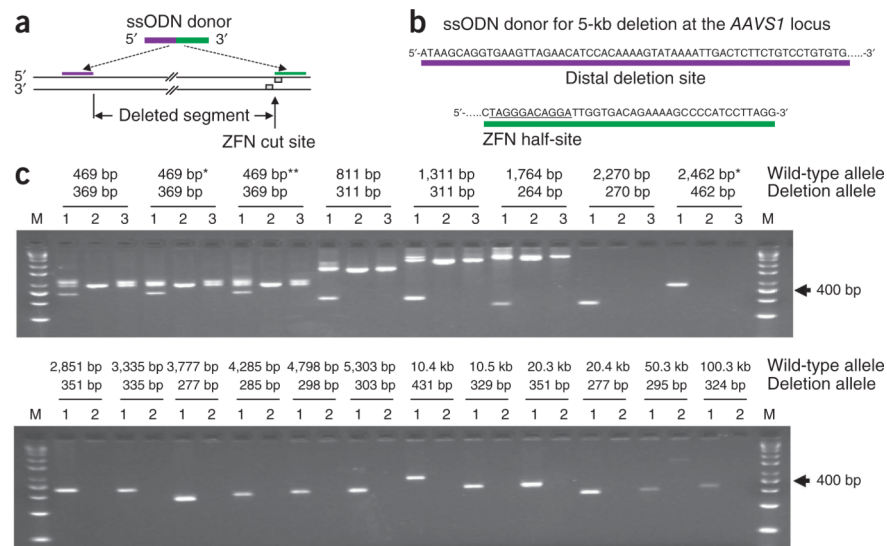 a
ssODN donor
5′ 3′
5′
3′
Deleted segment
ZFN cut site
b
ssODN donor for 5-kb deletion at the AAVS1 locus
5′-ATAAGCAGGTGAAGTTAGAACATCCACAAAAGTATAAAATTGACTCTTCTGTCCTGTGTG.....-3′
Distal deletion site
5′-.....CTAGGGACAGGATTGGTGACAGAAAAGCCCCATCCTTAGG-3′
ZFN half-site
c
469 bp 469 bp* 469 bp** 811 bp 1,311 bp 1,764 bp 2,270 bp 2,462 bp* Wild-type allele
369 bp 369 bp 369 bp 311 bp 311 bp 264 bp 270 bp 462 bp Deletion allele
M 1 2 3 1 2 3 1 2 3 1 2 3 1 2 3 1 2 3 1 2 3 1 2 3 M
400 bp
2,851 bp 3,335 bp 3,777 bp 4,285 bp 4,798 bp 5,303 bp 10.4 kb 10.5 kb 20.3 kb 20.4 kb 50.3 kb 100.3 kb Wild-type allele
351 bp 335 bp 277 bp 285 bp 298 bp 303 bp 431 bp 329 bp 351 bp 277 bp 295 bp 324 bp Deletion allele
M 1 2 1 2 1 2 1 2 1 2 1 2 1 2 1 2 1 2 1 2 1 2 1 2 M
400 bp